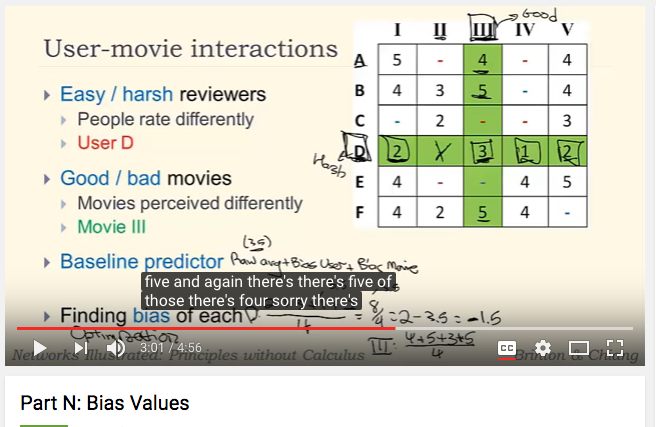 Good
User-movie interactions
I II III IV V
A 5 - 4 - 4
B 4 3 5 - 4
C - 2 - - 3
D 2 X 3 1 2
E 4 - - 4 5
F 4 2 5 4 -
Easy / harsh reviewers
People rate differently
User D
Hash
Good / bad movies
Movies perceived differently
Movie III
(3.5)
Baseline predictor Raw avg + Bias User + Bias Movie
five and again there's there's five of
those there's four sorry there's
Finding bias of each
= 8/4 = 2 - 3.5 = -1.5
Optimization
III: 4+5+3+5
4
3:01 / 4:56
CC
Networks Illustrated: Principles without Calculus
Brinton & Chiang
Part N: Bias Values